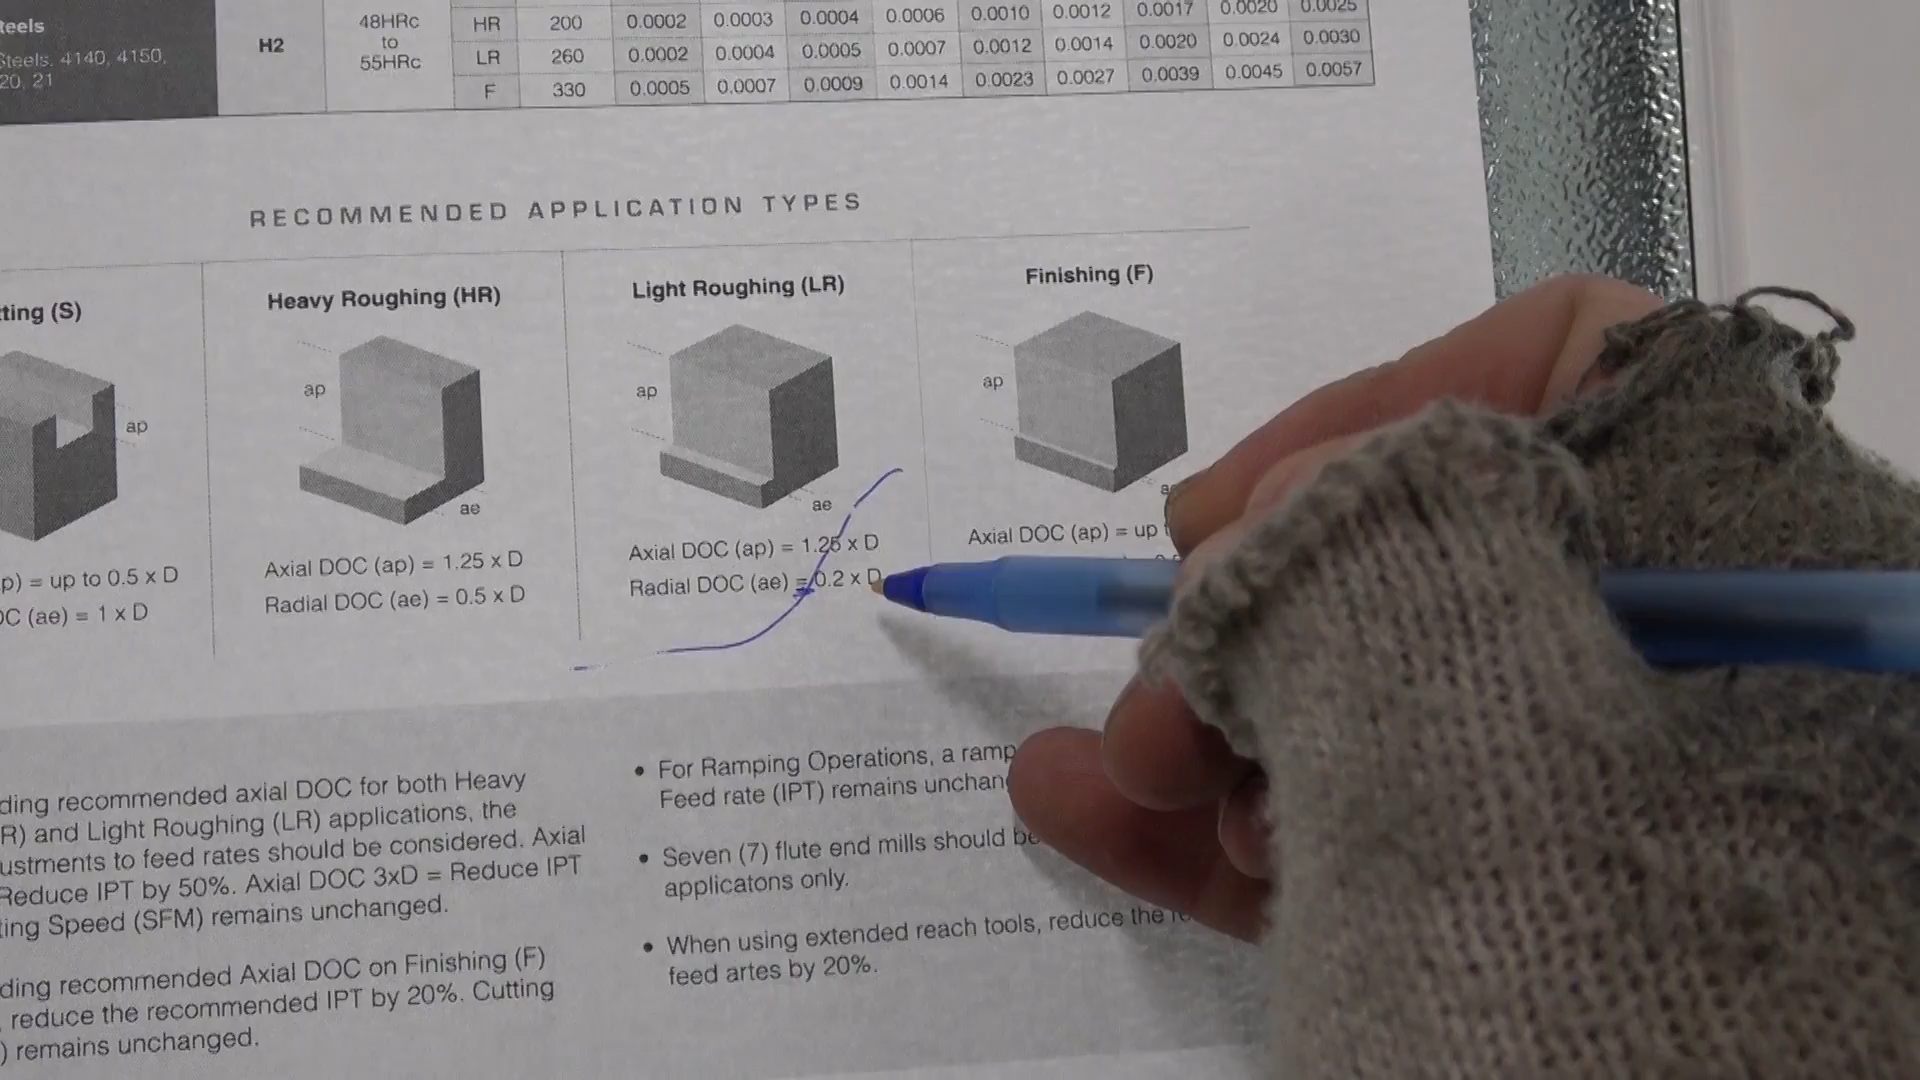 teels
Steels. 4140, 4150,
20, 21
H2
48HRc
to
55HRc
HR 200 0.0002 0.0003 0.0004 0.0006 0.0010 0.0012 0.0017 0.0020 0.0025
LR 260 0.0002 0.0004 0.0005 0.0007 0.0012 0.0014 0.0020 0.0024 0.0030
F 330 0.0005 0.0007 0.0009 0.0014 0.0023 0.0027 0.0039 0.0045 0.0057
RECOMMENDED APPLICATION TYPES
tting (S)
ap
p) = up to 0.5 x D
OC (ae) = 1 x D
Heavy Roughing (HR)
ap
ae
Axial DOC (ap) = 1.25 x D
Radial DOC (ae) = 0.5 x D
Light Roughing (LR)
ap
ae
Axial DOC (ap) = 1.25 x D
Radial DOC (ae) = 0.2 x D
Finishing (F)
ap
Axial DOC (ap) = up
ding recommended axial DOC for both Heavy
R) and Light Roughing (LR) applications, the
ustments to feed rates should be considered. Axial
Reduce IPT by 50%. Axial DOC 3xD = Reduce IPT
ting Speed (SFM) remains unchanged.
ding recommended Axial DOC on Finishing (F)
, reduce the recommended IPT by 20%. Cutting
) remains unchanged.
• For Ramping Operations, a ramp
Feed rate (IPT) remains unchan
• Seven (7) flute end mills should be
applicatons only.
• When using extended reach tools, reduce the
feed artes by 20%.